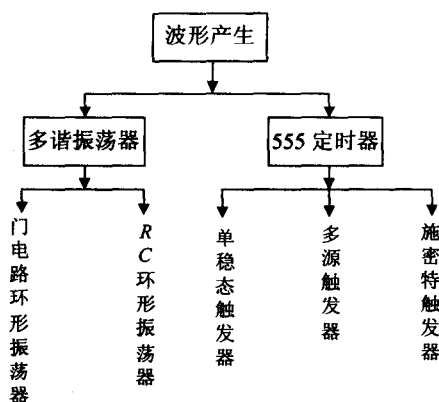 波形产生
多谐振荡器
555 定时器
门电路环形振荡器
RC环形振荡器
单稳态触发器
多源触发器
施密特触发器